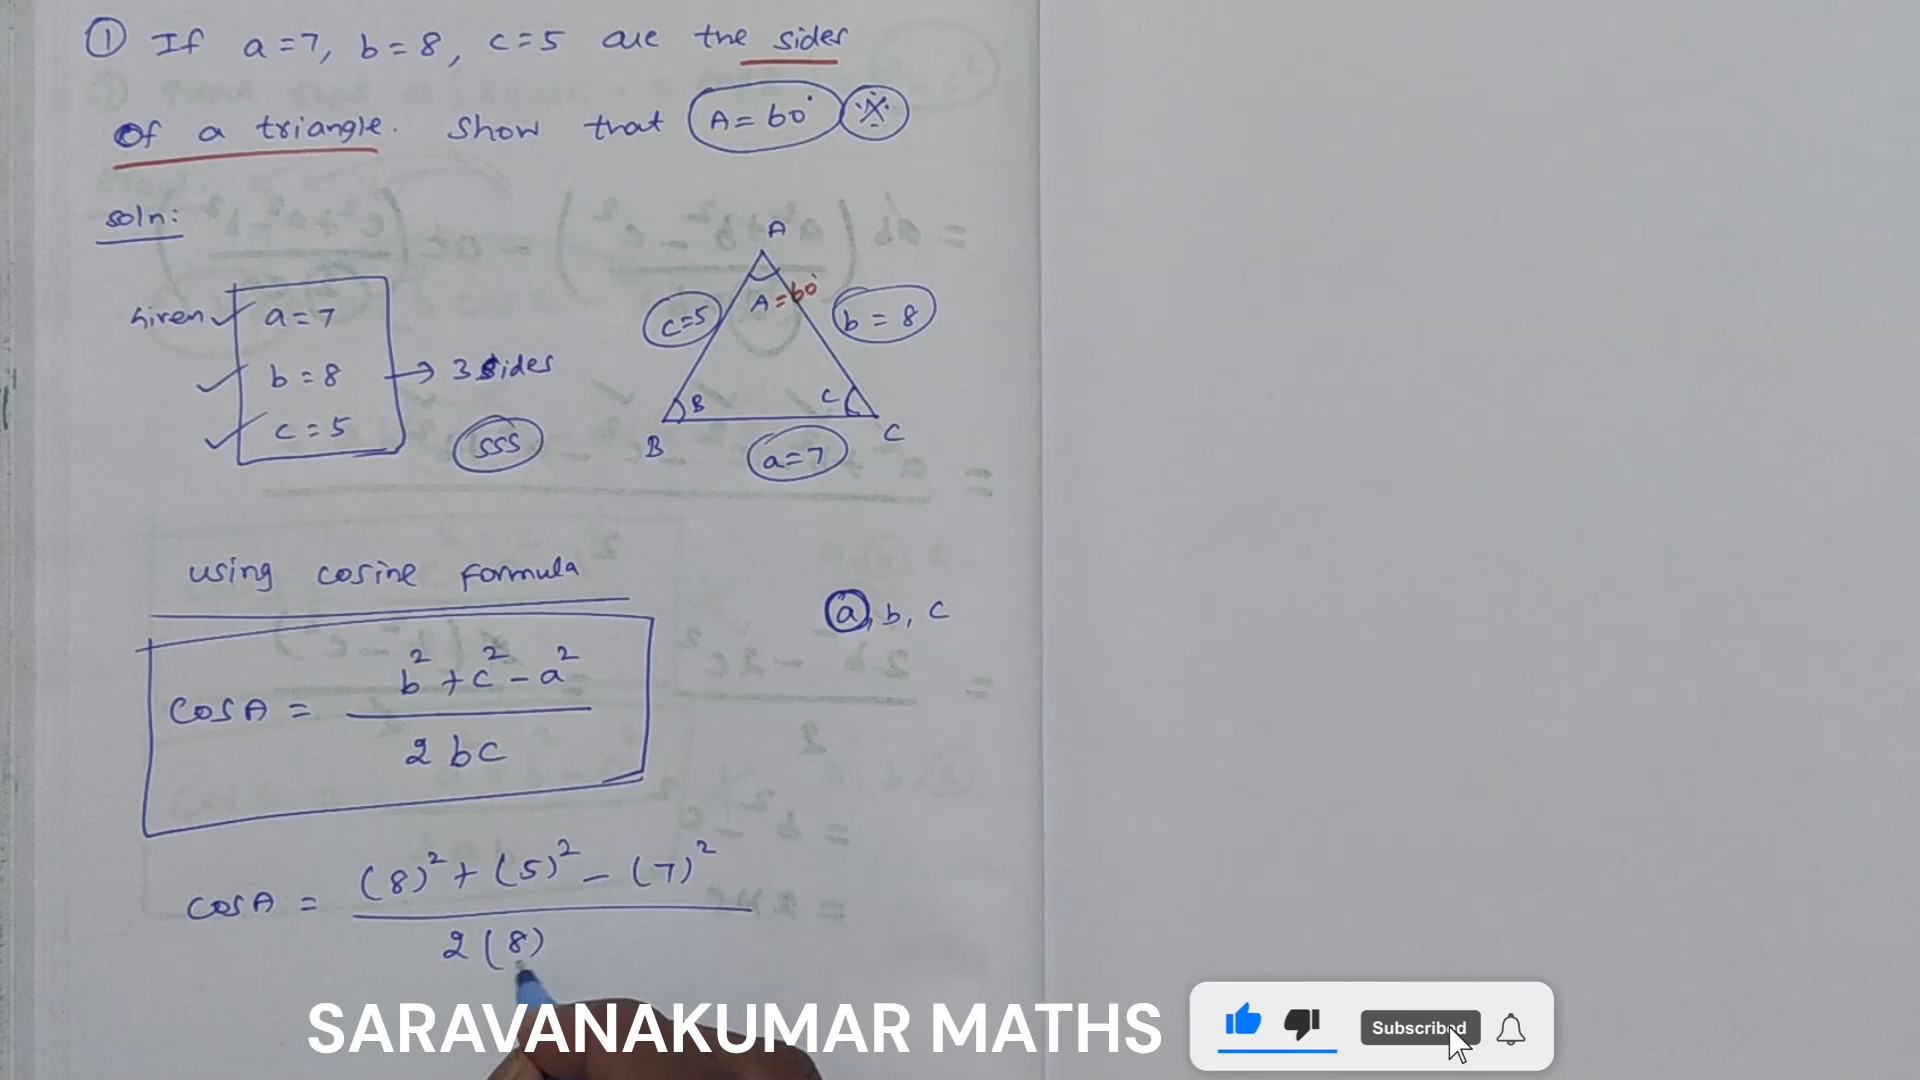 ① If a=7, b=8, c=5 are the sides
of a triangle. Show that A=60°
soln:
Given a=7
b=8 → 3 sides
c=5
SSS
A
A=60°
c=5
b=8
B
C
B
C
a=7
using cosine formula
a, b, c
cosA = b²+c²-a² / 2bc
cosA = (8)²+(5)²-(7)² / 2(8)
SARAVANAKUMAR MATHS
Subscribed